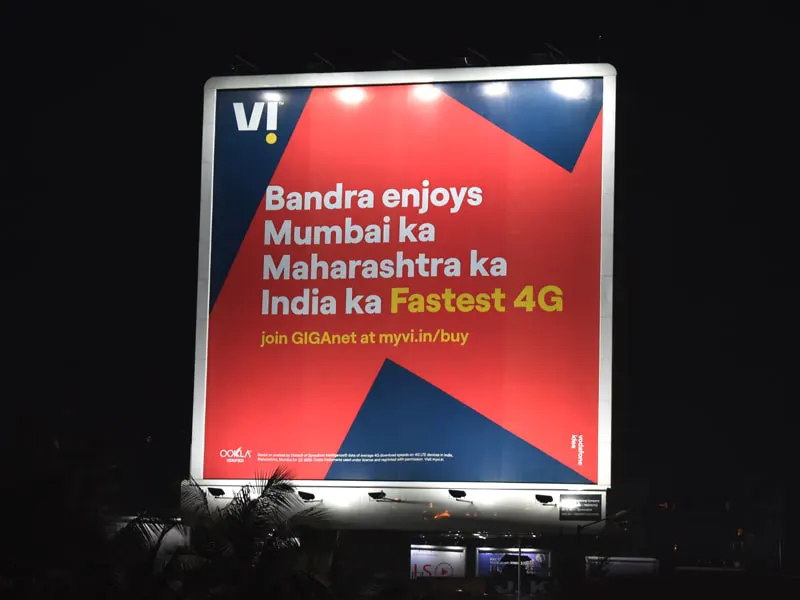 VI
Bandra enjoys
Mumbai ka
Maharashtra ka
India ka Fastest 4G
join GIGAnet at myvi.in/buy
OOKLA
vodafone
idea